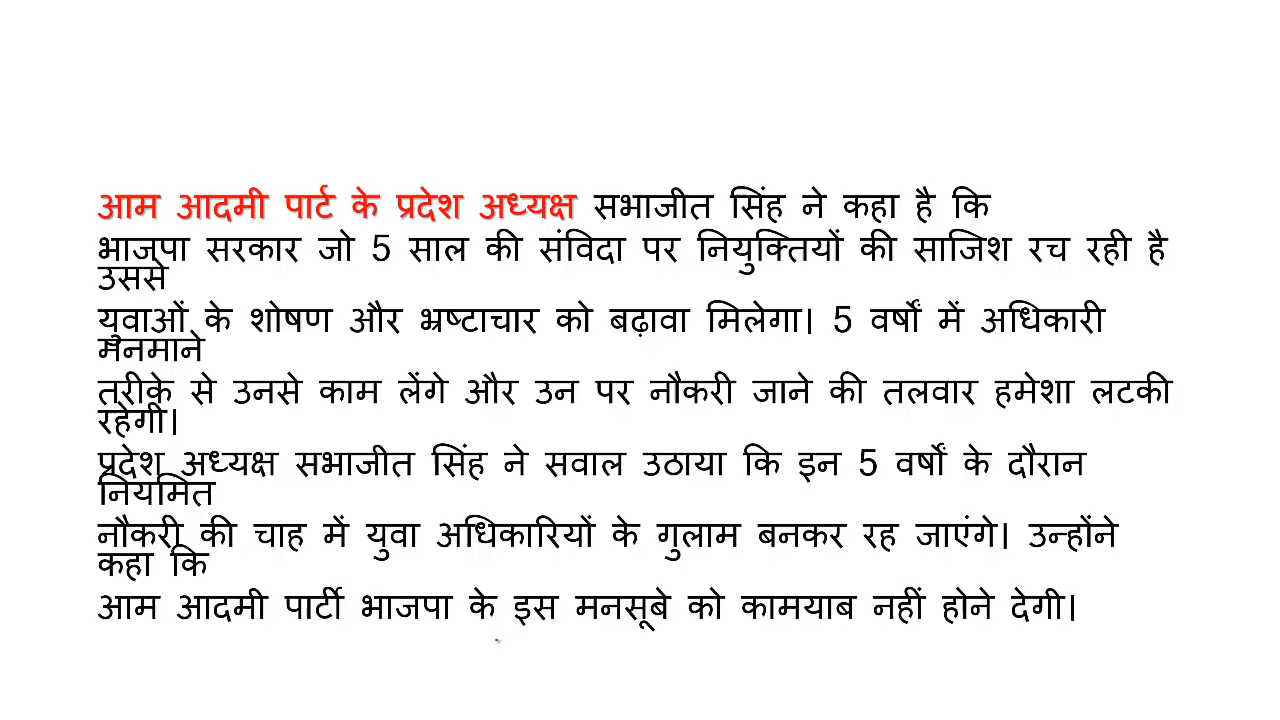 आम आदमी पार्ट के प्रदेश अध्यक्ष सभाजीत सिंह ने कहा है कि
भाजपा सरकार जो 5 साल की संविदा पर नियुक्तियों की साजिश रच रही है
उससे
युवाओं के शोषण और भ्रष्टाचार को बढ़ावा मिलेगा। 5 वर्षों में अधिकारी
मनमाने
तरीके से उनसे काम लेंगे और उन पर नौकरी जाने की तलवार हमेशा लटकी
रहेगी।
प्रदेश अध्यक्ष सभाजीत सिंह ने सवाल उठाया कि इन 5 वर्षों के दौरान
नियमित
नौकरी की चाह में युवा अधिकारियों के गुलाम बनकर रह जाएंगे। उन्होंने
कहा कि
आम आदमी पार्टी भाजपा के इस मनसूबे को कामयाब नहीं होने देगी।